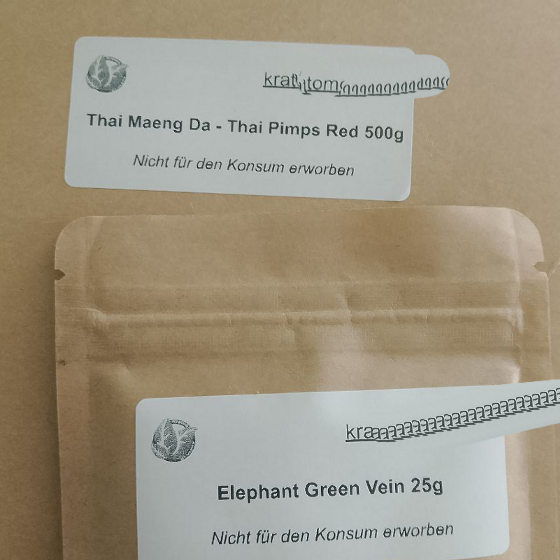 Thai Maeng Da - Thai Pimps Red 500g
Nicht für den Konsum erworben
Elephant Green Vein 25g
Nicht für den Konsum erworben